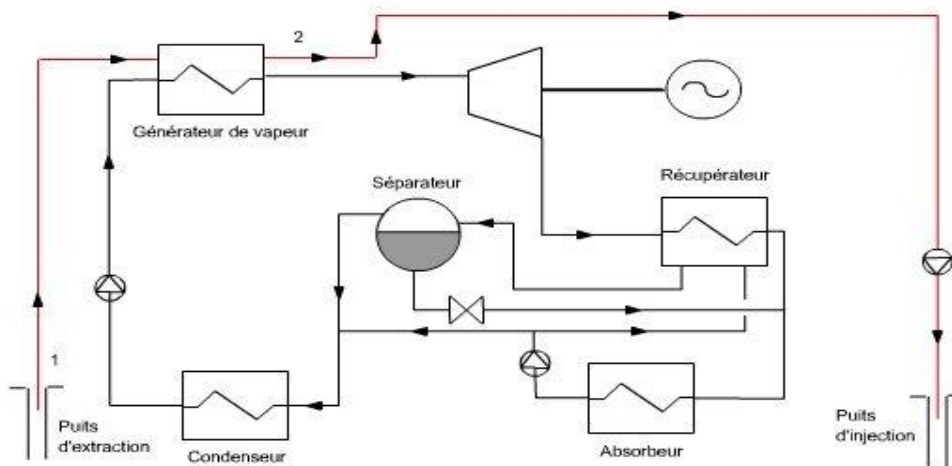 2
Générateur de vapeur
Séparateur
Récupérateur
1
Puits
d'extraction
Condenseur
Absorbeur
Puits
d'injection